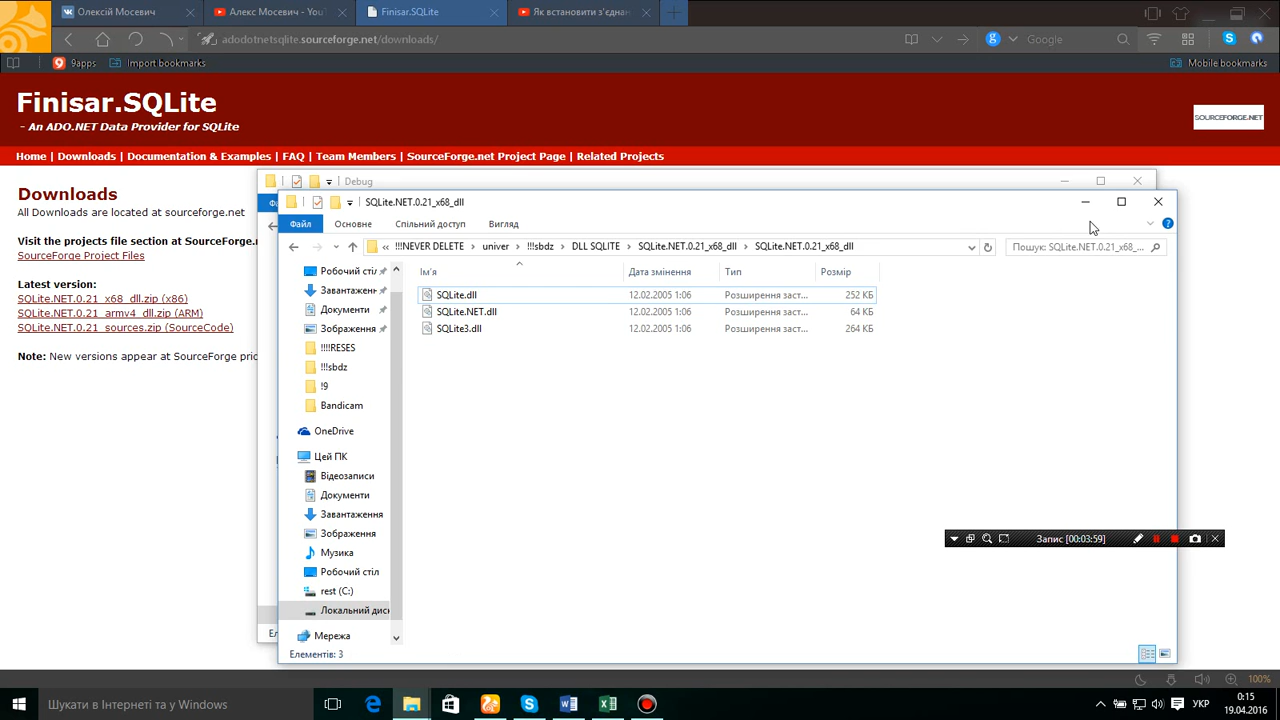 Олексій Мосевич
Алекс Мосевич - You
Finisar.SQLite
Як встановити з'єднан
adodotnetsqlite.sourceforge.net/downloads/
Google
9apps
Import bookmarks
Mobile bookmarks
Finisar.SQLite
- An ADO.NET Data Provider for SQLite
SOURCEFORGE.NET
Home | Downloads | Documentation & Examples | FAQ | Team Members | SourceForge.net Project Page | Related Projects
Downloads
All Downloads are located at sourceforge.net
Visit the projects file section at SourceForge.
SourceForge Project Files
Latest version:
SQLite.NET.0.21_x68_dll.zip (x86)
SQLite.NET.0.21_armv4_dll.zip (ARM)
SQLite.NET.0.21_sources.zip (SourceCode)
Note: New versions appear at SourceForge pric
Debug
SQLite.NET.0.21_x68_dll
Файл
Основне
Спільний доступ
Вигляд
« !!!NEVER DELETE › univer › !!!sbdz › DLL SQLITE › SQLite.NET.0.21_x68_dll › SQLite.NET.0.21_x68_dll
Пошук: SQLite.NET.0.21_x68_...
Ім'я
Дата змінення
Тип
Розмір
SQLite.dll 12.02.2005 1:06 Розширення заст... 252 КБ
SQLite.NET.dll 12.02.2005 1:06 Розширення заст... 64 КБ
SQLite3.dll 12.02.2005 1:06 Розширення заст... 264 КБ
Робочий стіл
Завантаженн
Документи
Зображення
!!!!RESES
!!!sbdz
!9
Bandicam
OneDrive
Цей ПК
Відеозаписи
Документи
Завантаження
Зображення
Музика
Робочий стіл
rest (C:)
Локальний диск
Мережа
Елементів: 3
Запис [00:03:59]
100%
Шукати в Інтернеті та у Windows
УКР
0:15
19.04.2016